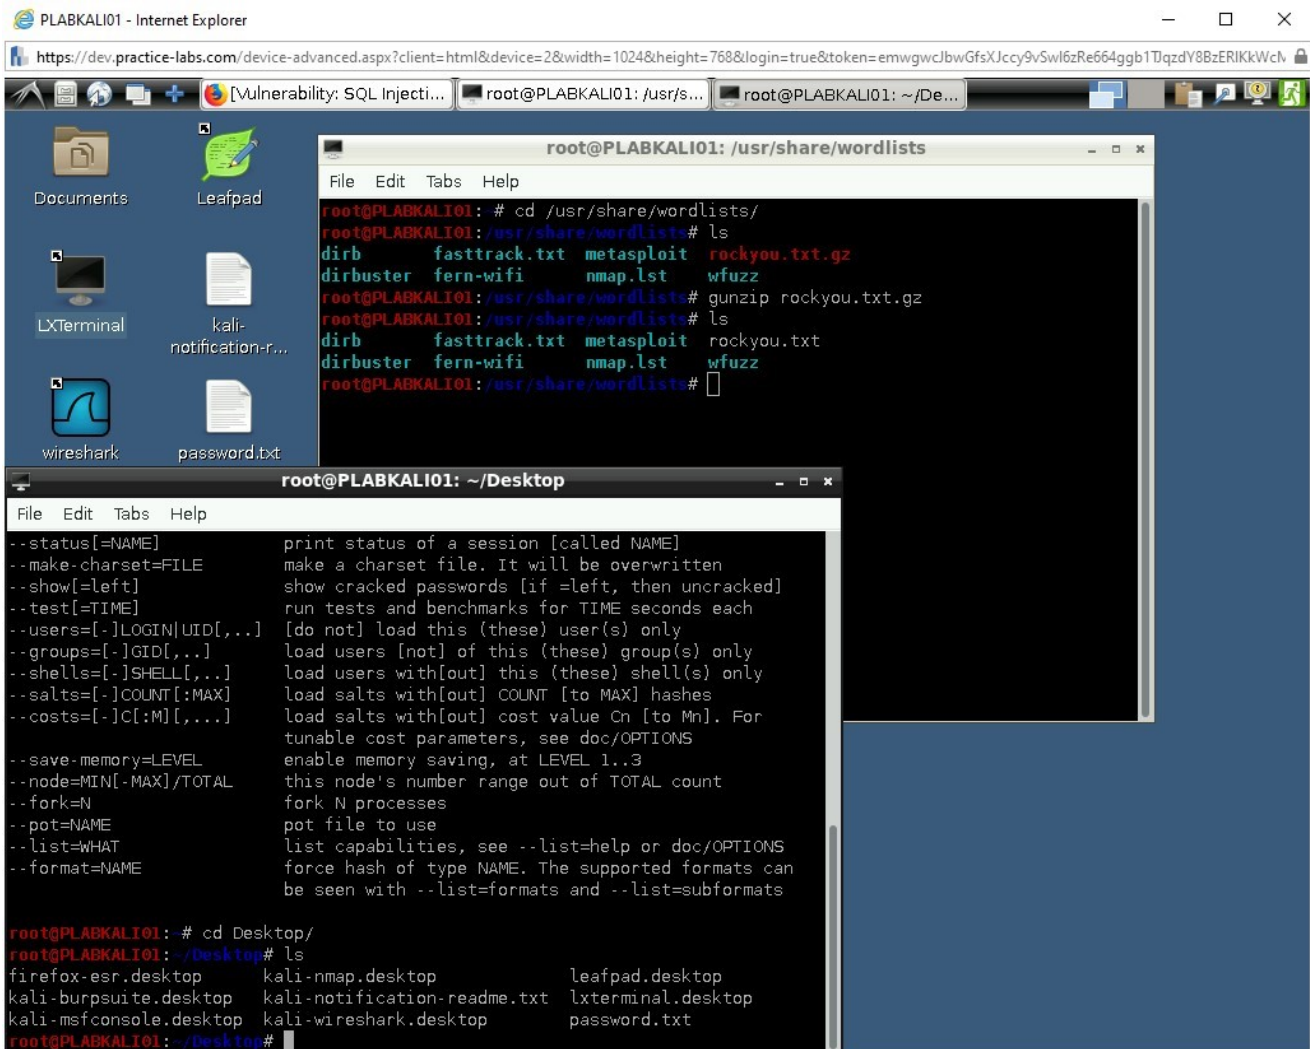 PLABKALI01 - Internet Explorer
https://dev.practice-labs.com/device-advanced.aspx?client=html&device=2&width=1024&height=768&login=true&token=
[Vulnerability: SQL Injecti...
root@PLABKALI01: /usr/s...
root@PLABKALI01: ~/De...
Documents
Leafpad
LXTerminal
kali-
notification-r...
wireshark
password.txt
root@PLABKALI01: /usr/share/wordlists
File Edit Tabs Help
root@PLABKALI01:~# cd /usr/share/wordlists/
root@PLABKALI01:/usr/share/wordlists# ls
dirb fasttrack.txt metasploit rockyou.txt.gz
dirbuster fern-wifi nmap.lst wfuzz
root@PLABKALI01:/usr/share/wordlists# gunzip rockyou.txt.gz
root@PLABKALI01:/usr/share/wordlists# ls
dirb fasttrack.txt metasploit rockyou.txt
dirbuster fern-wifi nmap.lst wfuzz
root@PLABKALI01:/usr/share/wordlists#
root@PLABKALI01: ~/Desktop
File Edit Tabs Help
--status[=NAME] print status of a session [called NAME]
--make-charset=FILE make a charset file. It will be overwritten
--show[=left] show cracked passwords [if =left, then uncracked]
--test[=TIME] run tests and benchmarks for TIME seconds each
--users=[-]LOGIN|UID[,..] [do not] load this (these) user(s) only
--groups=[-]GID[,..] load users [not] of this (these) group(s) only
--shells=[-]SHELL[,..] load users with[out] this (these) shell(s) only
--salts=[-]COUNT[:MAX] load salts with[out] COUNT [to MAX] hashes
--costs=[-]C[:M][,...] load salts with[out] cost value Cn [to Mn]. For
tunable cost parameters, see doc/OPTIONS
--save-memory=LEVEL enable memory saving, at LEVEL 1..3
--node=MIN[-MAX]/TOTAL this node's number range out of TOTAL count
--fork=N fork N processes
--pot=NAME pot file to use
--list=WHAT list capabilities, see --list=help or doc/OPTIONS
--format=NAME force hash of type NAME. The supported formats can
be seen with --list=formats and --list=subformats
root@PLABKALI01:~# cd Desktop/
root@PLABKALI01:~/Desktop# ls
firefox-esr.desktop kali-nmap.desktop leafpad.desktop
kali-burpsuite.desktop kali-notification-readme.txt lxterminal.desktop
kali-msfconsole.desktop kali-wireshark.desktop password.txt
root@PLABKALI01:~/Desktop#